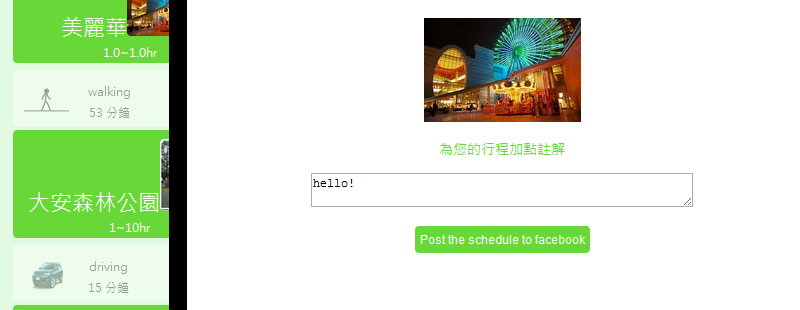 美麗華
1.0~1.0hr
walking
53 分鐘
大安森林公園
1~10hr
driving
15 分鐘
為您的行程加點註解
hello!
Post the schedule to facebook